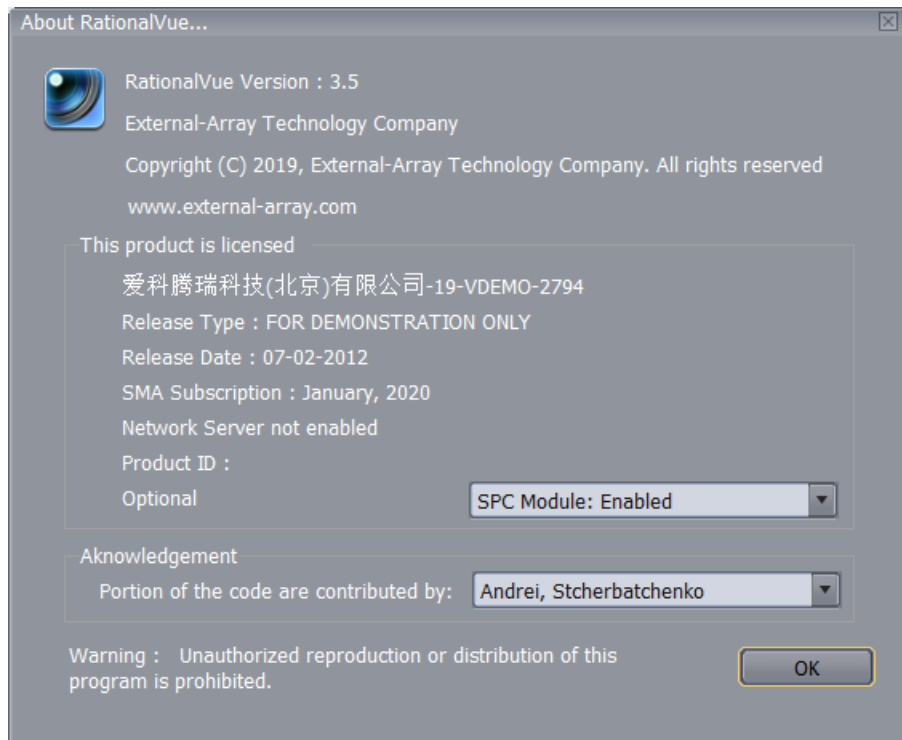 About RationalVue...
RationalVue Version : 3.5
External-Array Technology Company
Copyright (C) 2019, External-Array Technology Company. All rights reserved
www.external-array.com
This product is licensed
爱科腾瑞科技(北京)有限公司-19-VDEMO-2794
Release Type : FOR DEMONSTRATION ONLY
Release Date : 07-02-2012
SMA Subscription : January, 2020
Network Server not enabled
Product ID :
Optional SPC Module: Enabled
Aknowledgement
Portion of the code are contributed by: Andrei, Stcherbatchenko
Warning : Unauthorized reproduction or distribution of this
program is prohibited.
OK